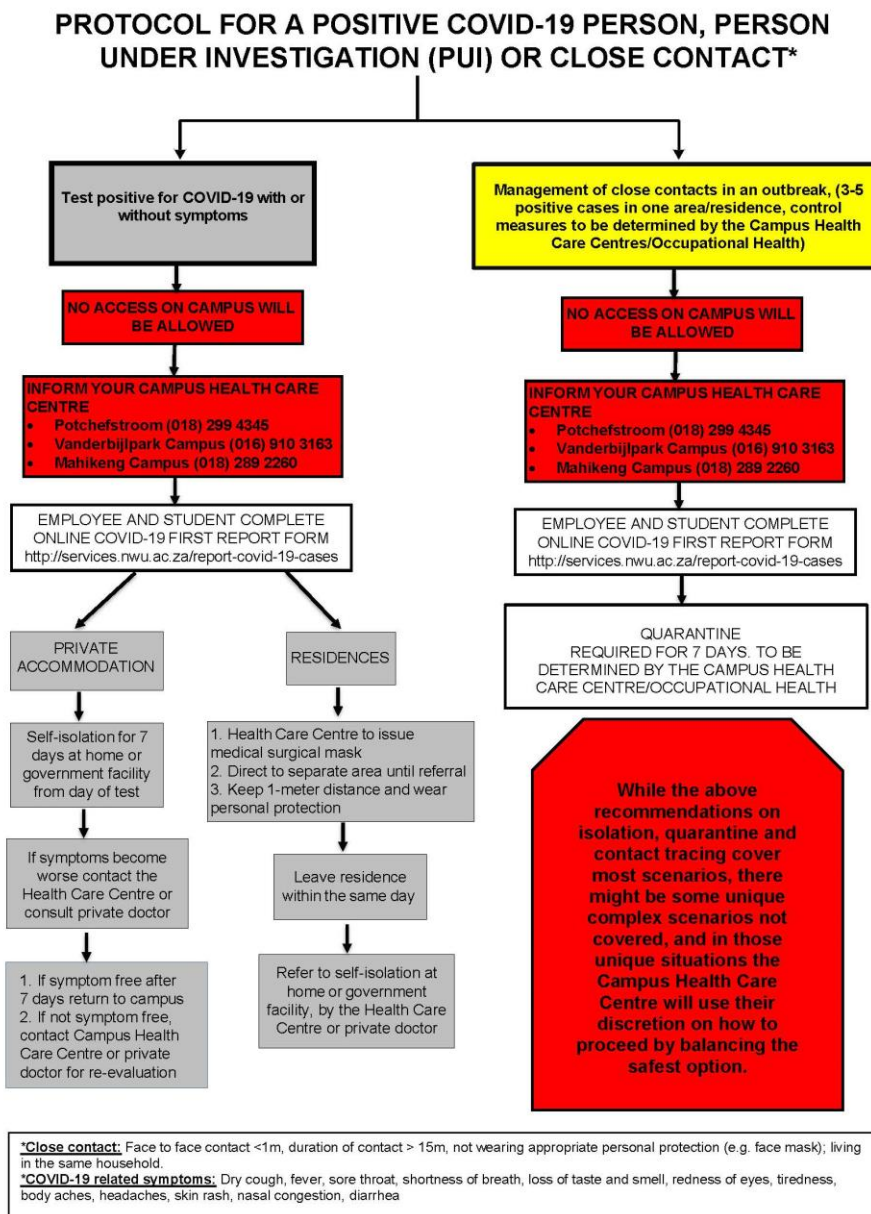 PROTOCOL FOR A POSITIVE COVID-19 PERSON, PERSON
UNDER INVESTIGATION (PUI) OR CLOSE CONTACT*
Test positive for COVID-19 with or
without symptoms
NO ACCESS ON CAMPUS WILL
BE ALLOWED
INFORM YOUR CAMPUS HEALTH CARE
CENTRE
• Potchefstroom (018) 299 4345
• Vanderbijlpark Campus (016) 910 3163
• Mahikeng Campus (018) 289 2260
EMPLOYEE AND STUDENT COMPLETE
ONLINE COVID-19 FIRST REPORT FORM
http://services.nwu.ac.za/report-covid-19-cases
PRIVATE
ACCOMMODATION
Self-isolation for 7
days at home or
government facility
from day of test
If symptoms become
worse contact the
Health Care Centre or
consult private doctor
1. If symptom free after
7 days return to campus
2. If not symptom free,
contact Campus Health
Care Centre or private
doctor for re-evaluation
RESIDENCES
1. Health Care Centre to issue
medical surgical mask
2. Direct to separate area until referral
3. Keep 1-meter distance and wear
personal protection
Leave residence
within the same day
Refer to self-isolation at
home or government
facility, by the Health Care
Centre or private doctor
Management of close contacts in an outbreak, (3-5
positive cases in one area/residence, control
measures to be determined by the Campus Health
Care Centres/Occupational Health)
NO ACCESS ON CAMPUS WILL
BE ALLOWED
INFORM YOUR CAMPUS HEALTH CARE
CENTRE
• Potchefstroom (018) 299 4345
• Vanderbijlpark Campus (016) 910 3163
• Mahikeng Campus (018) 289 2260
EMPLOYEE AND STUDENT COMPLETE
ONLINE COVID-19 FIRST REPORT FORM
http://services.nwu.ac.za/report-covid-19-cases
QUARANTINE
REQUIRED FOR 7 DAYS. TO BE
DETERMINED BY THE CAMPUS HEALTH
CARE CENTRE/OCCUPATIONAL HEALTH
While the above
recommendations on
isolation, quarantine and
contact tracing cover
most scenarios, there
might be some unique
complex scenarios not
covered, and in those
unique situations the
Campus Health Care
Centre will use their
discretion on how to
proceed by balancing the
safest option.
*Close contact: Face to face contact <1m, duration of contact > 15m, not wearing appropriate personal protection (e.g. face mask); living
in the same household.
*COVID-19 related symptoms: Dry cough, fever, sore throat, shortness of breath, loss of taste and smell, redness of eyes, tiredness,
body aches, headaches, skin rash, nasal congestion, diarrhea